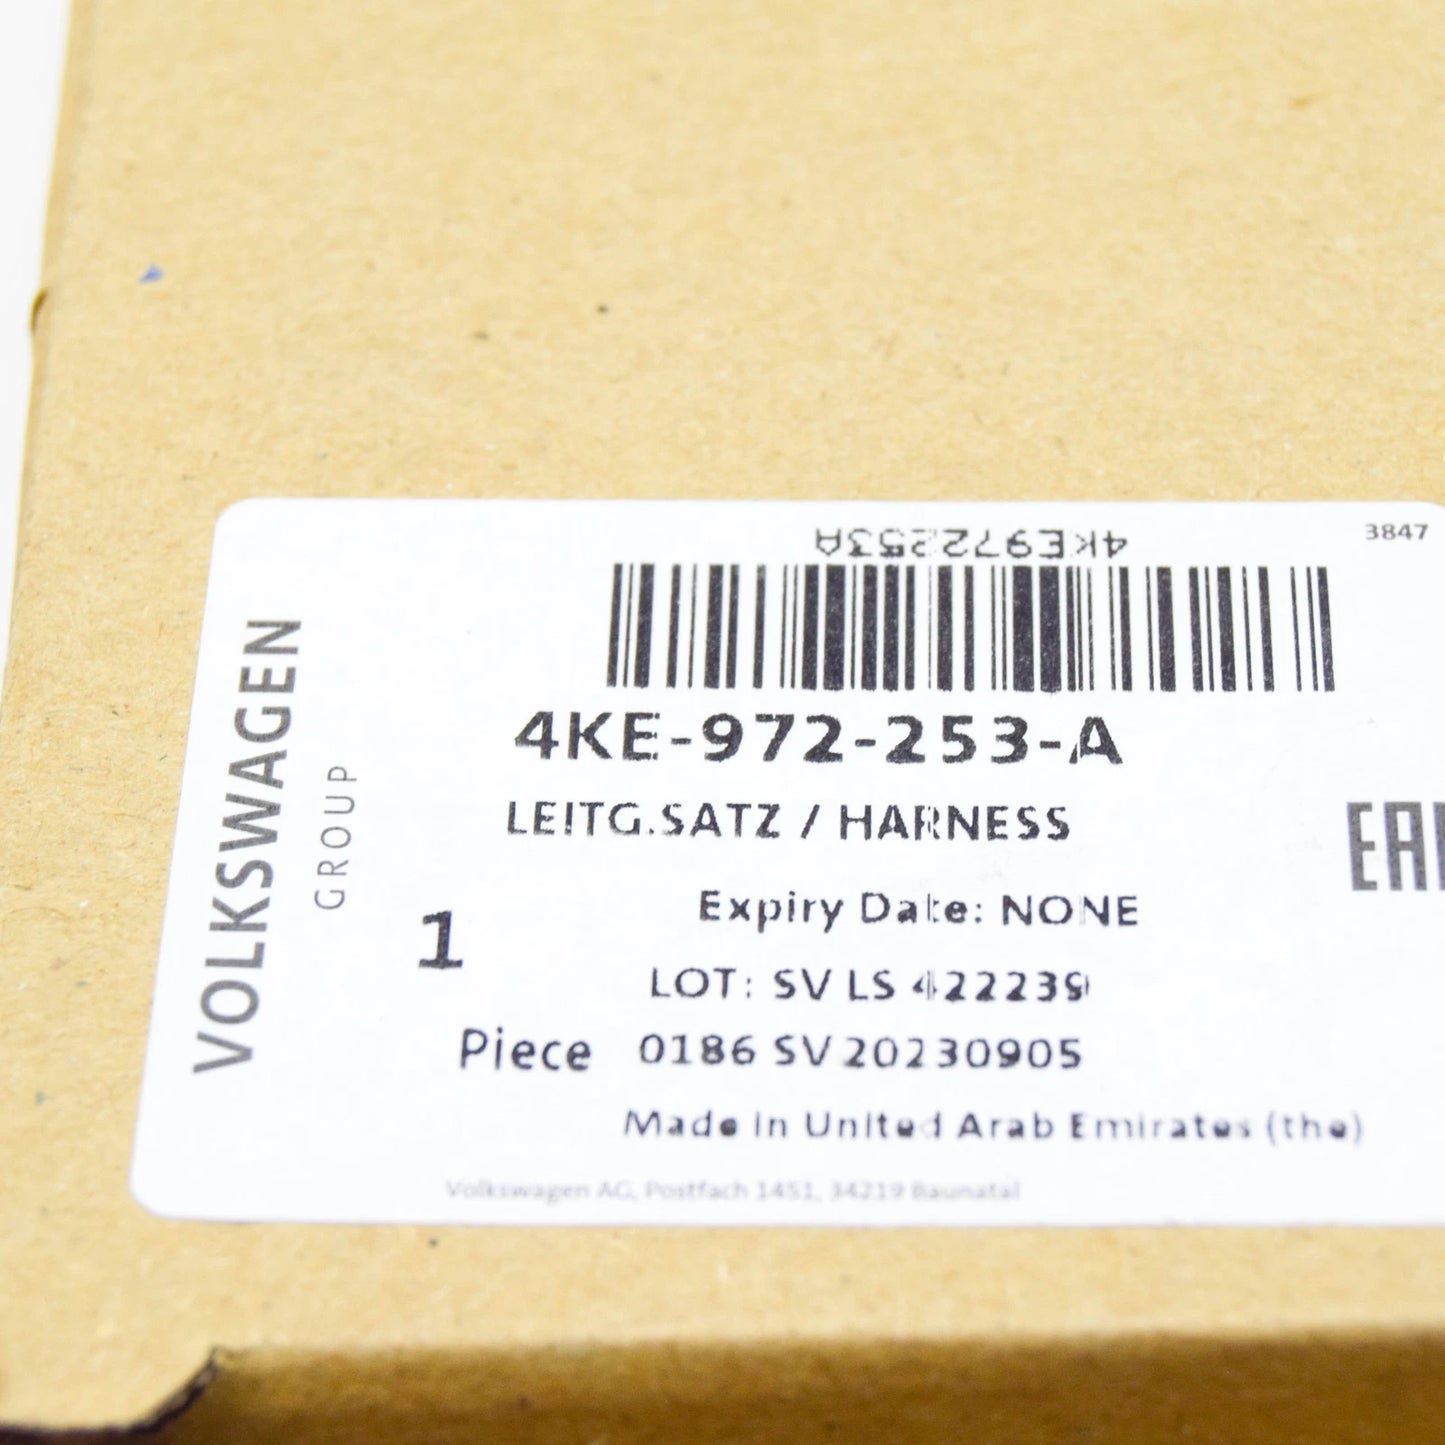 3847
4KE972253A
4KE-972-253-A
LEITG.SATZ / HARNESS
VOLKSWAGEN
GROUP
EAC
Expiry Date: NONE
1
LOT: SV LS 422239
Piece 0186 SV 20230905
Made in United Arab Emirates (the)
Volkswagen AG, Postfach 1451, 34219 Baunatal